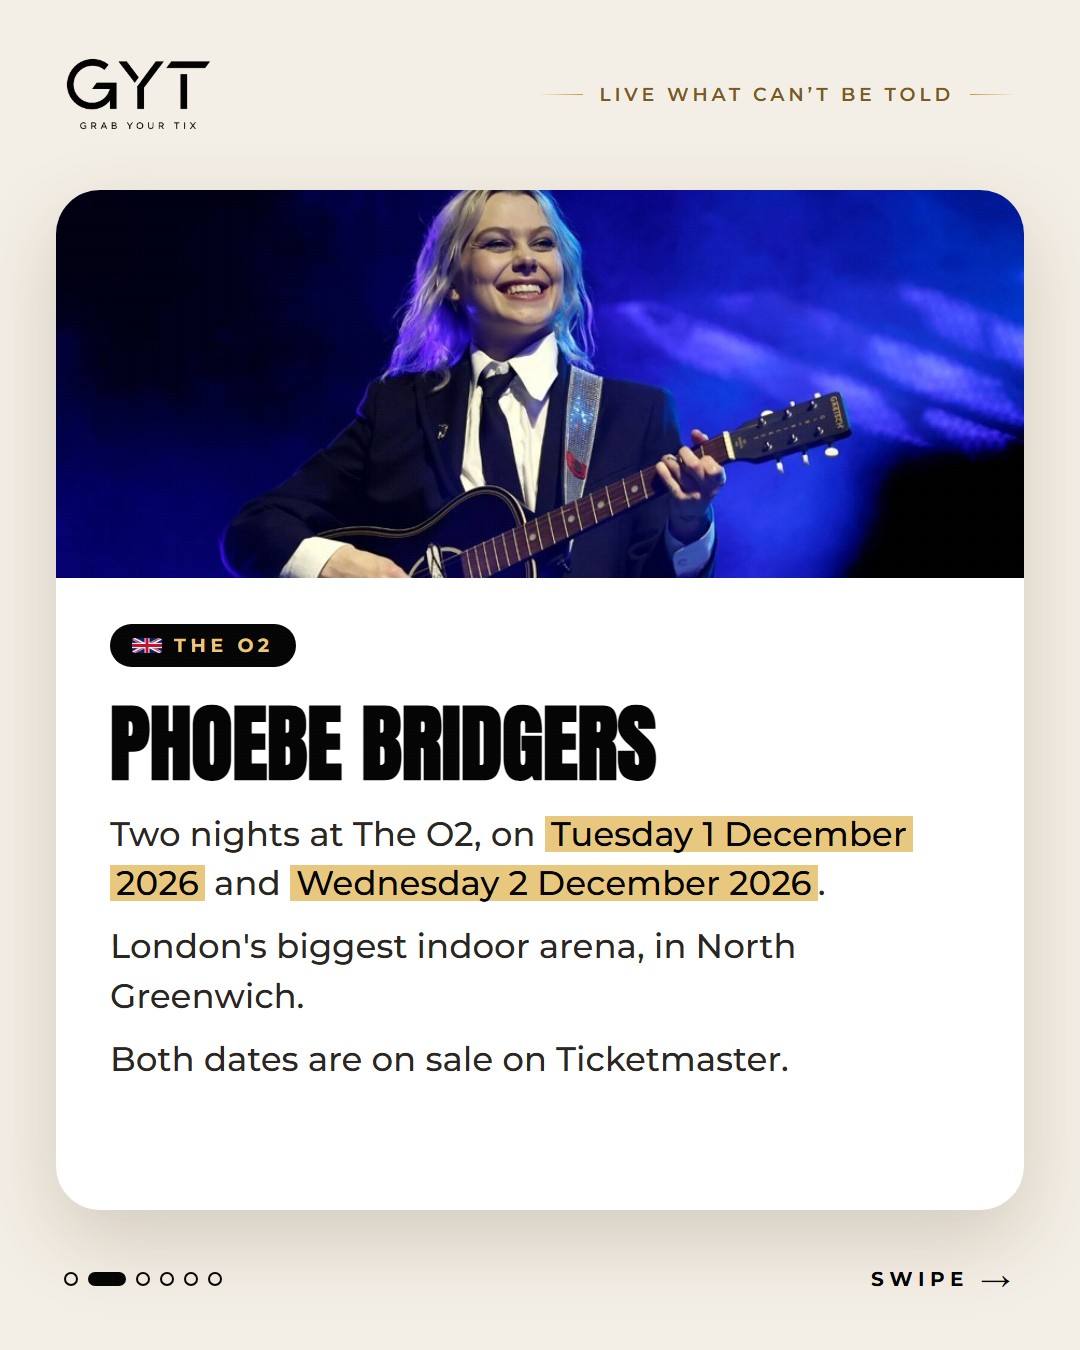 GYT
GRAB YOUR TIX
LIVE WHAT CAN’T BE TOLD
GRETSCH
THE O2
PHOEBE BRIDGERS
Two nights at The O2, on Tuesday 1 December
2026 and Wednesday 2 December 2026.
London's biggest indoor arena, in North
Greenwich.
Both dates are on sale on Ticketmaster.
SWIPE →